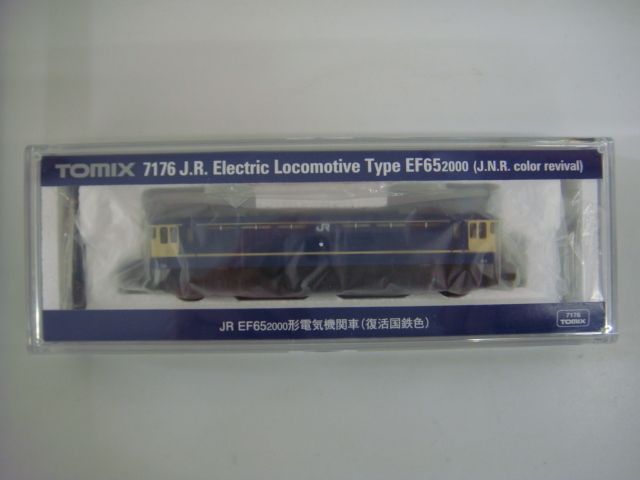 TOMIX 7176 J.R. Electric Locomotive Type EF652000 (J.N.R. color revival)
JR
JR EF652000形電気機関車(復活国鉄色)
7176
TOMIX